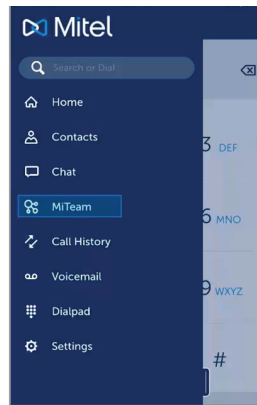 Mitel
Search or Dial
Home
Contacts
3 DEF
Chat
MiTeam
6 MNO
Call History
Voicemail
9 WXYZ
Dialpad
Settings
#